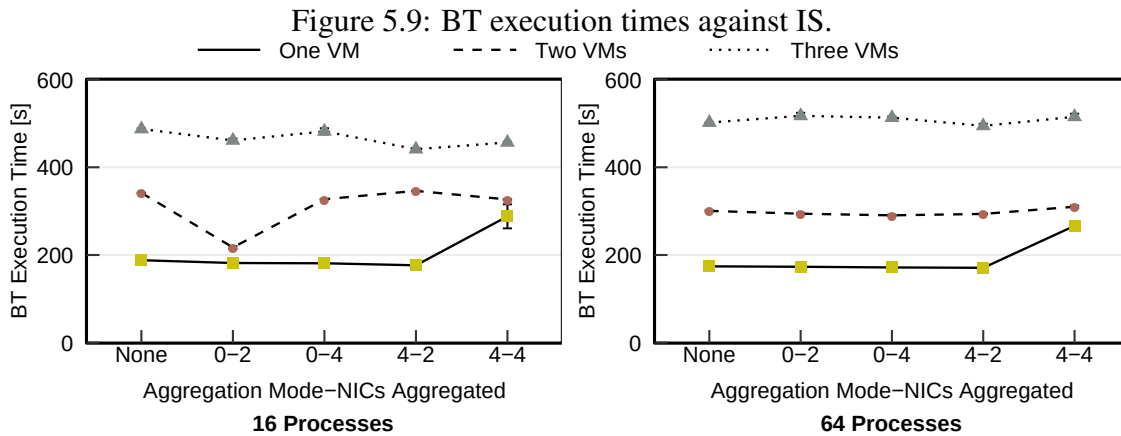 Figure 5.9: BT execution times against IS.
One VM Two VMs Three VMs
BT Execution Time [s]
600
400
200
0
None 0−2 0−4 4−2 4−4
Aggregation Mode−NICs Aggregated
16 Processes
BT Execution Time [s]
600
400
200
0
None 0−2 0−4 4−2 4−4
Aggregation Mode−NICs Aggregated
64 Processes